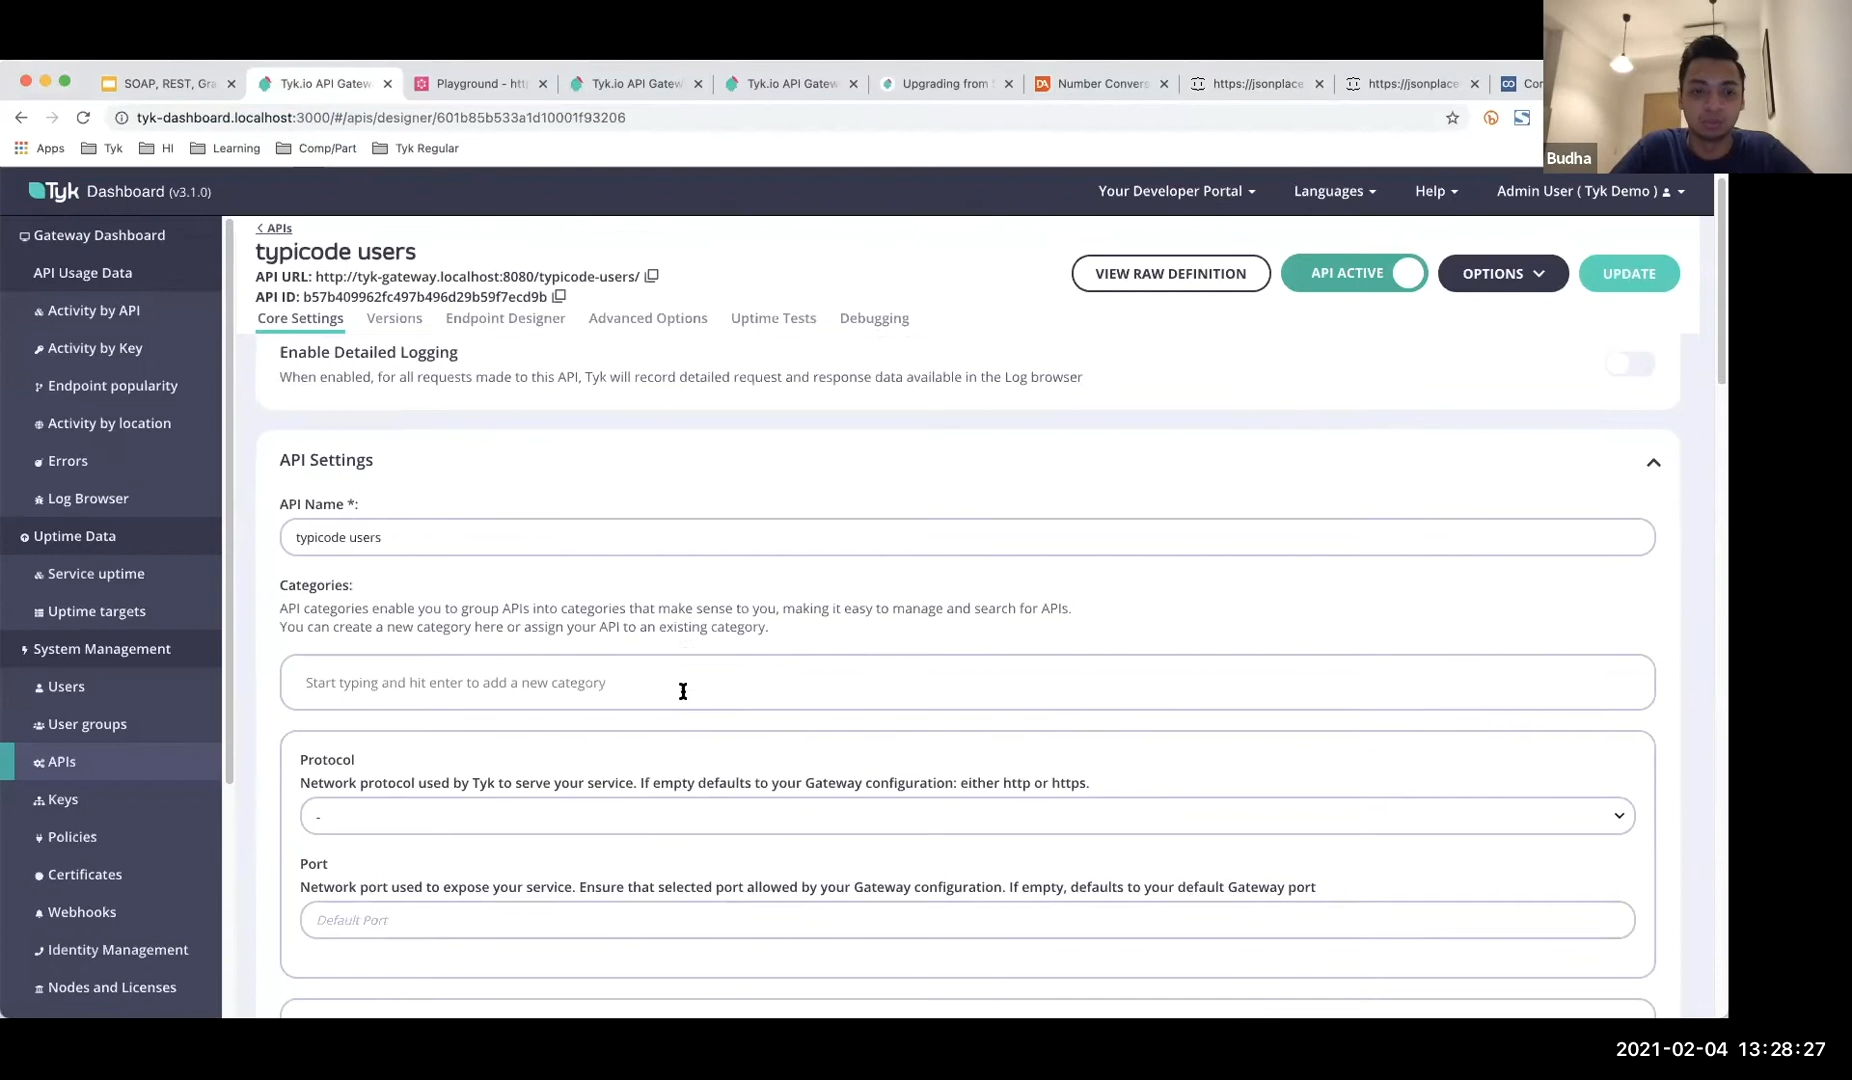 SOAP, REST, Gra
Tyk.io API Gatew
Playground - htt
Tyk.io API Gatew
Tyk.io API Gatew
Upgrading from
Number Convers
https://jsonplace
https://jsonplace
Co
tyk-dashboard.localhost:3000/#/apis/designer/601b85b533a1d10001f93206
Apps
Tyk
HI
Learning
Comp/Part
Tyk Regular
Budha
Tyk Dashboard (v3.1.0)
Your Developer Portal
Languages
Help
Admin User ( Tyk Demo )
Gateway Dashboard
API Usage Data
Activity by API
Activity by Key
Endpoint popularity
Activity by location
Errors
Log Browser
Uptime Data
Service uptime
Uptime targets
System Management
Users
User groups
APIs
Keys
Policies
Certificates
Webhooks
Identity Management
Nodes and Licenses
< APIs
typicode users
API URL: http://tyk-gateway.localhost:8080/typicode-users/
API ID: b57b409962fc497b496d29b59f7ecd9b
VIEW RAW DEFINITION
API ACTIVE
OPTIONS
UPDATE
Core Settings
Versions
Endpoint Designer
Advanced Options
Uptime Tests
Debugging
Enable Detailed Logging
When enabled, for all requests made to this API, Tyk will record detailed request and response data available in the Log browser
API Settings
API Name *:
typicode users
Categories:
API categories enable you to group APIs into categories that make sense to you, making it easy to manage and search for APIs.
You can create a new category here or assign your API to an existing category.
Start typing and hit enter to add a new category
Protocol
Network protocol used by Tyk to serve your service. If empty defaults to your Gateway configuration: either http or https.
-
Port
Network port used to expose your service. Ensure that selected port allowed by your Gateway configuration. If empty, defaults to your default Gateway port
Default Port
2021-02-04 13:28:27